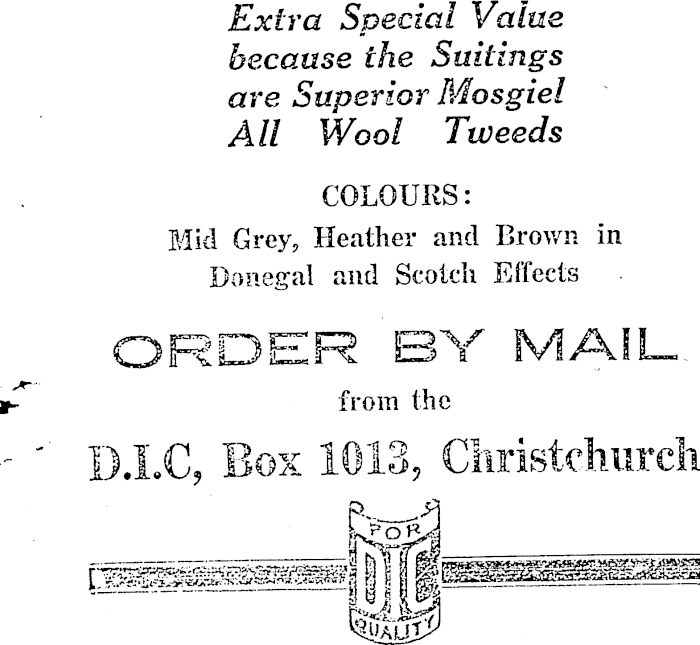 Extra Special Value
because the Suitings
are Superior Mosgiel
All Wool Tweeds
COLOURS:
Mid Grey, Heather and Brown in
Donegal and Scotch Effects
ORDER BY MAIL
from the
D.I.C, Box 1013, Christchurch
FOR
DIC
QUALITY